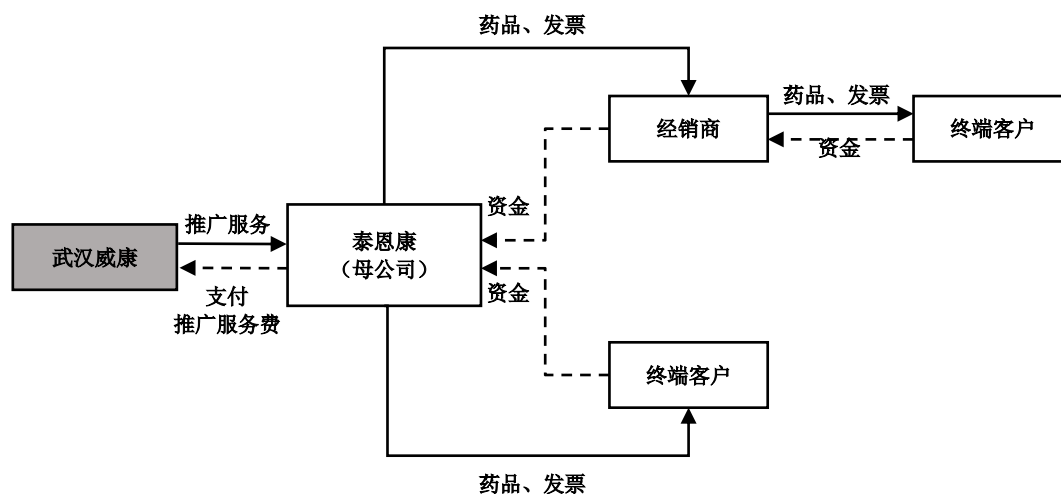 药品、发票
经销商
药品、发票
资金
终端客户
资金
武汉威康
推广服务
支付
推广服务费
泰恩康
（母公司）
资金
终端客户
药品、发票